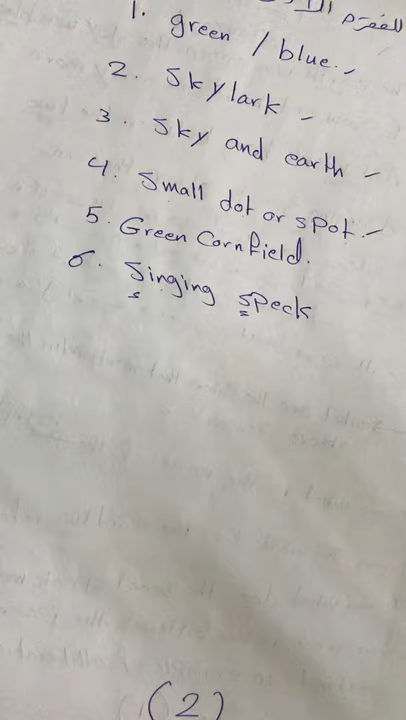 للفقرة
1. green / blue. -
2. Skylark -
3. Sky and earth -
4. Small dot or spot. -
5. Green Cornfield.
6. Singing Speck
(2)